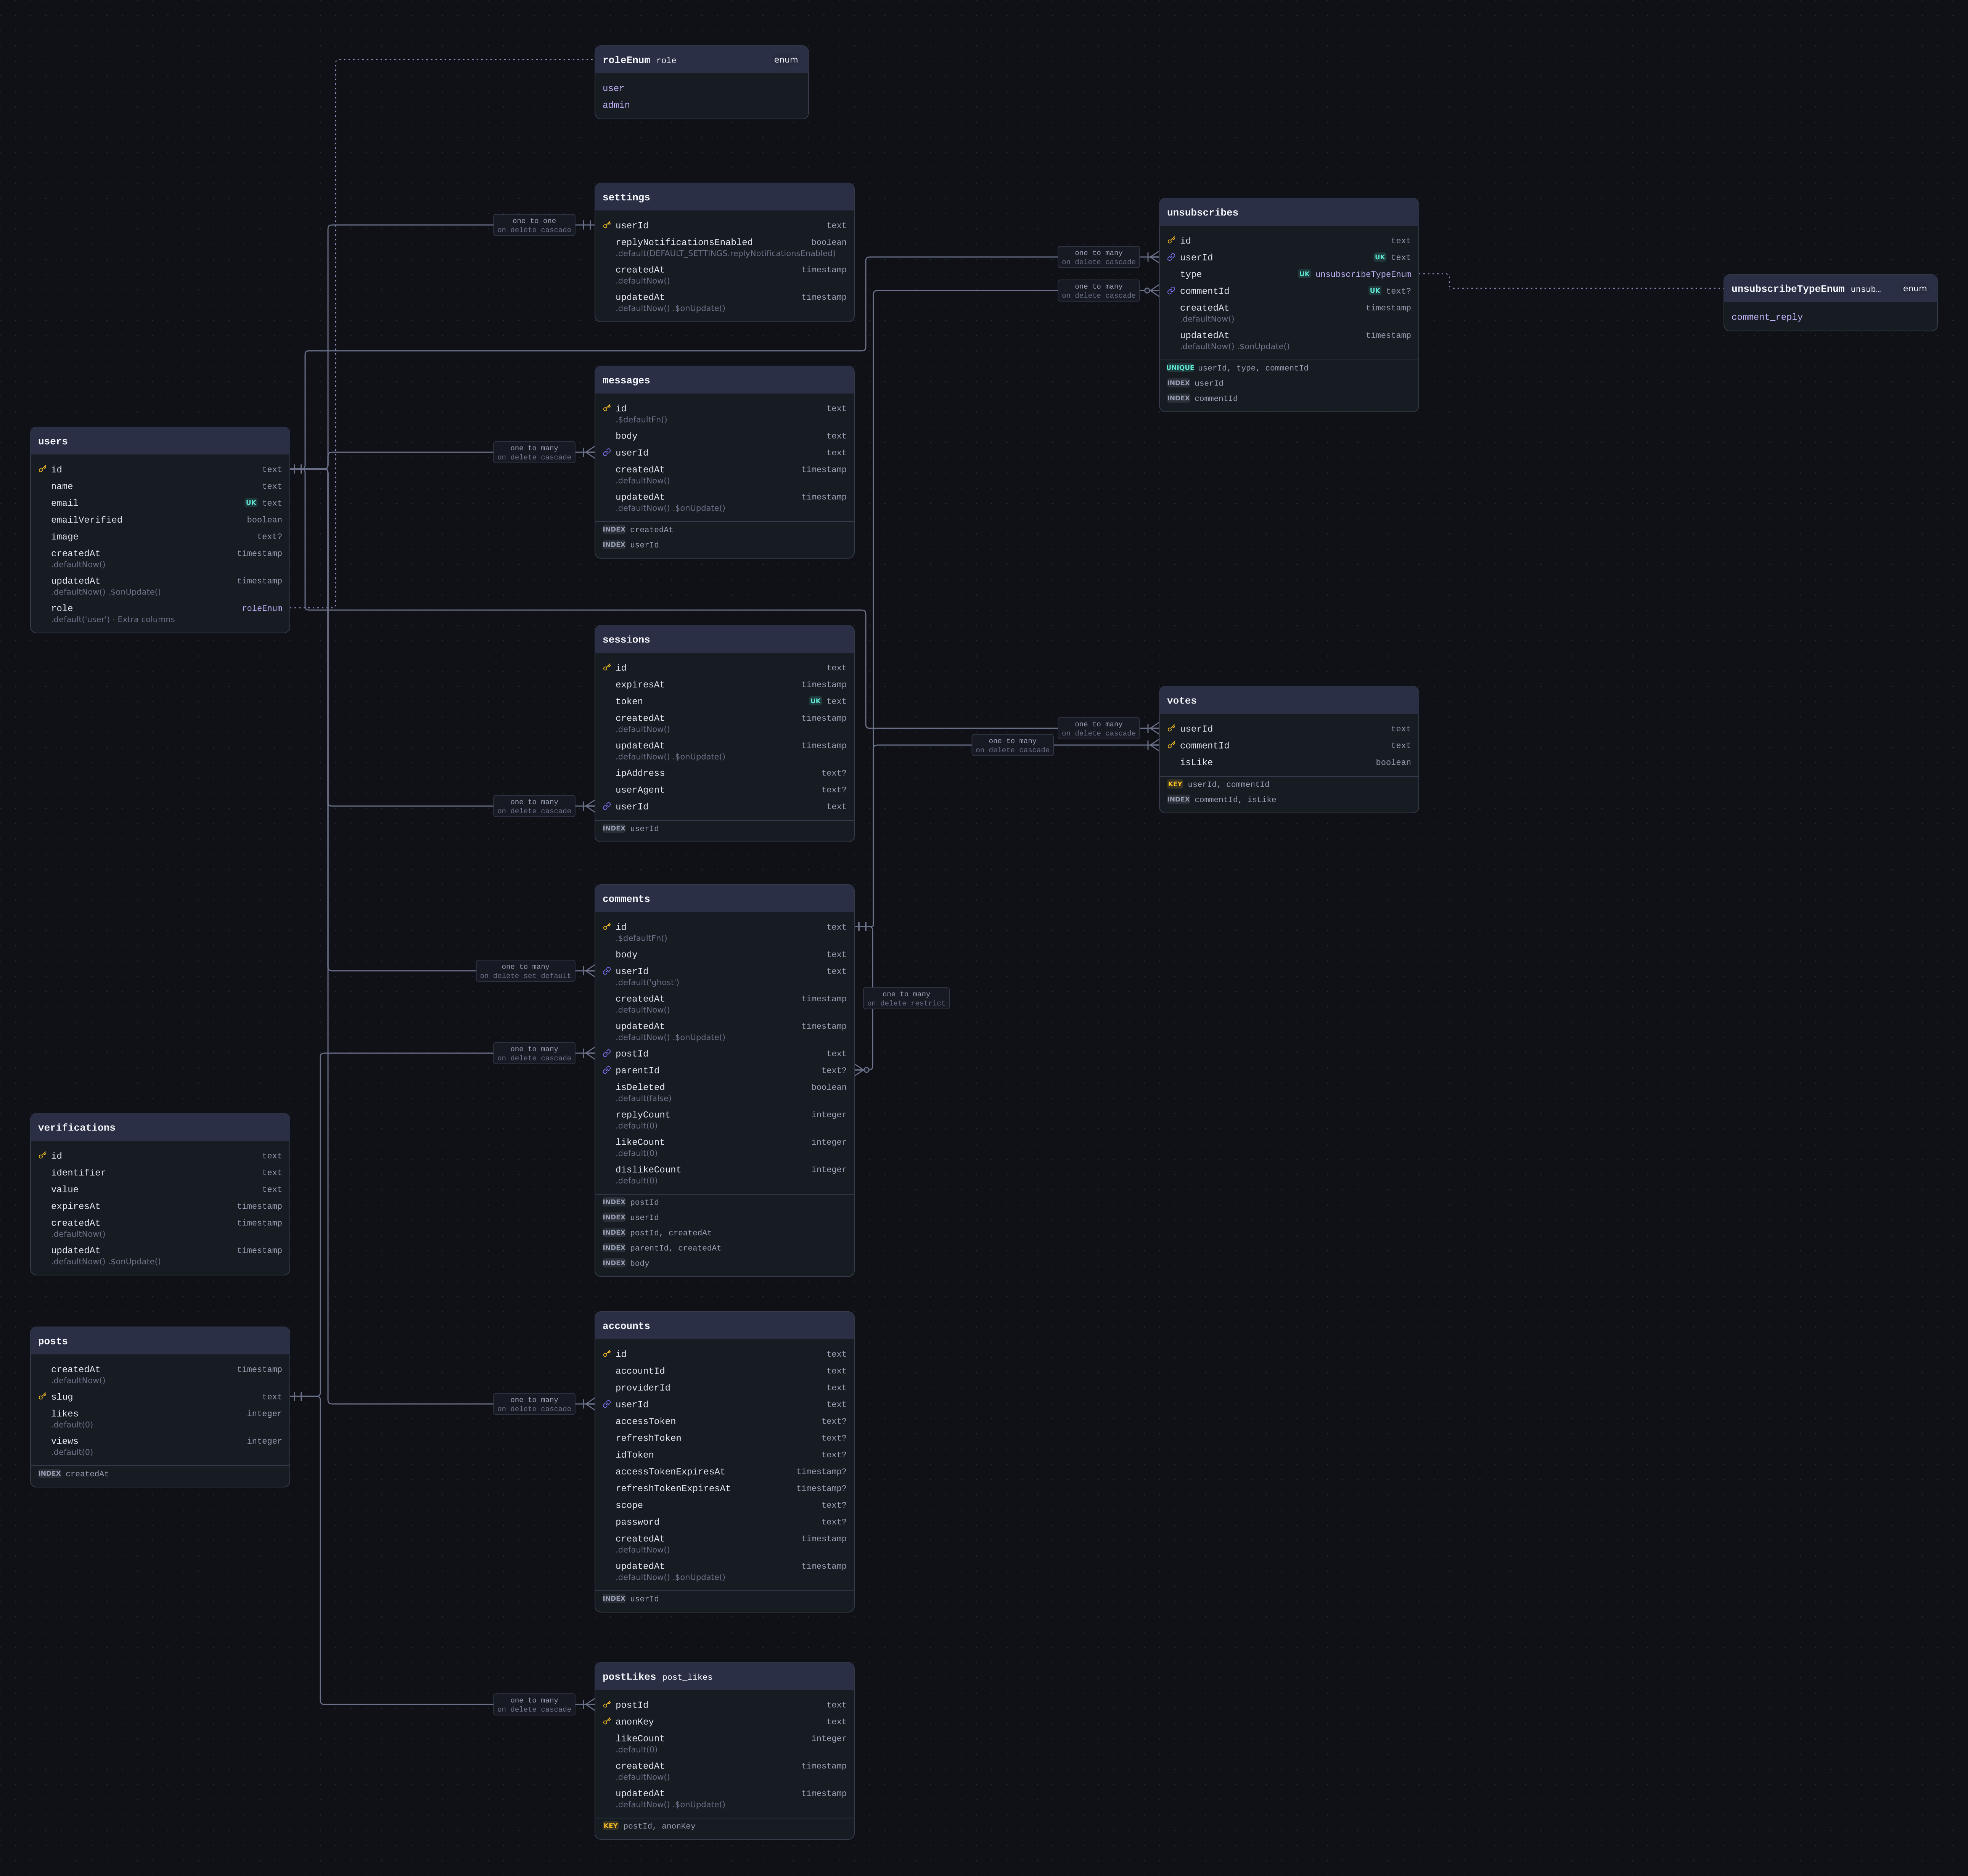 roleEnum role enum
user
admin
settings
userId text
replyNotificationsEnabled boolean
.default(DEFAULT_SETTINGS.replyNotificationsEnabled)
createdAt timestamp
.defaultNow()
updatedAt timestamp
.defaultNow() .$onUpdate()
one to one
on delete cascade
unsubscribes
id text
userId UK text
type UK unsubscribeTypeEnum
commentId UK text?
createdAt timestamp
.defaultNow()
updatedAt timestamp
.defaultNow() .$onUpdate()
UNIQUE userId, type, commentId
INDEX userId
INDEX commentId
one to many
on delete cascade
one to many
on delete cascade
unsubscribeTypeEnum unsub… enum
comment_reply
messages
id text
.$defaultFn()
body text
userId text
createdAt timestamp
.defaultNow()
updatedAt timestamp
.defaultNow() .$onUpdate()
INDEX createdAt
INDEX userId
one to many
on delete cascade
users
id text
name text
email UK text
emailVerified boolean
image text?
createdAt timestamp
.defaultNow()
updatedAt timestamp
.defaultNow() .$onUpdate()
role roleEnum
.default('user') · Extra columns
sessions
id text
expiresAt timestamp
token UK text
createdAt timestamp
.defaultNow()
updatedAt timestamp
.defaultNow() .$onUpdate()
ipAddress text?
userAgent text?
userId text
INDEX userId
one to many
on delete cascade
votes
userId text
commentId text
isLike boolean
KEY userId, commentId
INDEX commentId, isLike
one to many
on delete cascade
one to many
on delete cascade
comments
id text
.$defaultFn()
body text
userId text
.default('ghost')
createdAt timestamp
.defaultNow()
updatedAt timestamp
.defaultNow() .$onUpdate()
postId text
parentId text?
isDeleted boolean
.default(false)
replyCount integer
.default(0)
likeCount integer
.default(0)
dislikeCount integer
.default(0)
INDEX postId
INDEX userId
INDEX postId, createdAt
INDEX parentId, createdAt
INDEX body
one to many
on delete set default
one to many
on delete restrict
one to many
on delete cascade
verifications
id text
identifier text
value text
expiresAt timestamp
createdAt timestamp
.defaultNow()
updatedAt timestamp
.defaultNow() .$onUpdate()
posts
createdAt timestamp
.defaultNow()
slug text
likes integer
.default(0)
views integer
.default(0)
INDEX createdAt
accounts
id text
accountId text
providerId text
userId text
accessToken text?
refreshToken text?
idToken text?
accessTokenExpiresAt timestamp?
refreshTokenExpiresAt timestamp?
scope text?
password text?
createdAt timestamp
.defaultNow()
updatedAt timestamp
.defaultNow() .$onUpdate()
INDEX userId
one to many
on delete cascade
postLikes post_likes
postId text
anonKey text
likeCount integer
.default(0)
createdAt timestamp
.defaultNow()
updatedAt timestamp
.defaultNow() .$onUpdate()
KEY postId, anonKey
one to many
on delete cascade